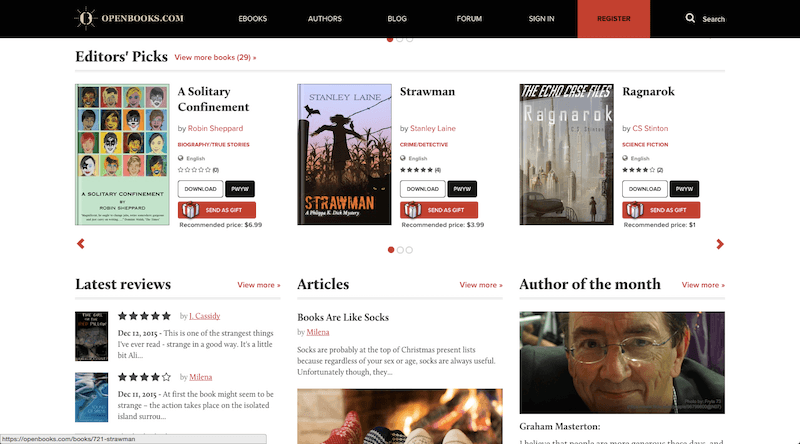 OPENBOOKS.COM
EBOOKS
AUTHORS
BLOG
FORUM
SIGN IN
REGISTER
Search
Editors' Picks
View more books (29) »
A SOLITARY CONFINEMENT
BY
ROBIN SHEPPARD
A Solitary
Confinement
by Robin Sheppard
BIOGRAPHY/TRUE STORIES
English
(0)
DOWNLOAD
PWYW
SEND AS GIFT
Recommended price: $6.99
STANLEY LAINE
STRAWMAN
A Philippa K. Dick Mystery
Strawman
by Stanley Laine
CRIME/DETECTIVE
English
(4)
DOWNLOAD
PWYW
SEND AS GIFT
Recommended price: $3.99
THE ECHO CASE FILES
Ragnarok
CS Stinton
Ragnarok
by CS Stinton
SCIENCE FICTION
English
(2)
DOWNLOAD
PWYW
SEND AS GIFT
Recommended price: $1
Latest reviews
View more »
by J. Cassidy
Dec 12, 2015 - This is one of the strangest things
I've ever read - strange in a good way. It's a little
bit Ali...
by Milena
Dec 11, 2015 - At first the book might seem to be
strange – the action takes place on the isolated
island surrou...
Articles
View more »
Books Are Like Socks
by Milena
Socks are probably at the top of Christmas present lists
because regardless of your sex or age, socks are always useful.
Unfortunately though, they...
Author of the month
View more »
Graham Masterton:
I believe that people are more generous these days, and
https://openbooks.com/books/721-strawman